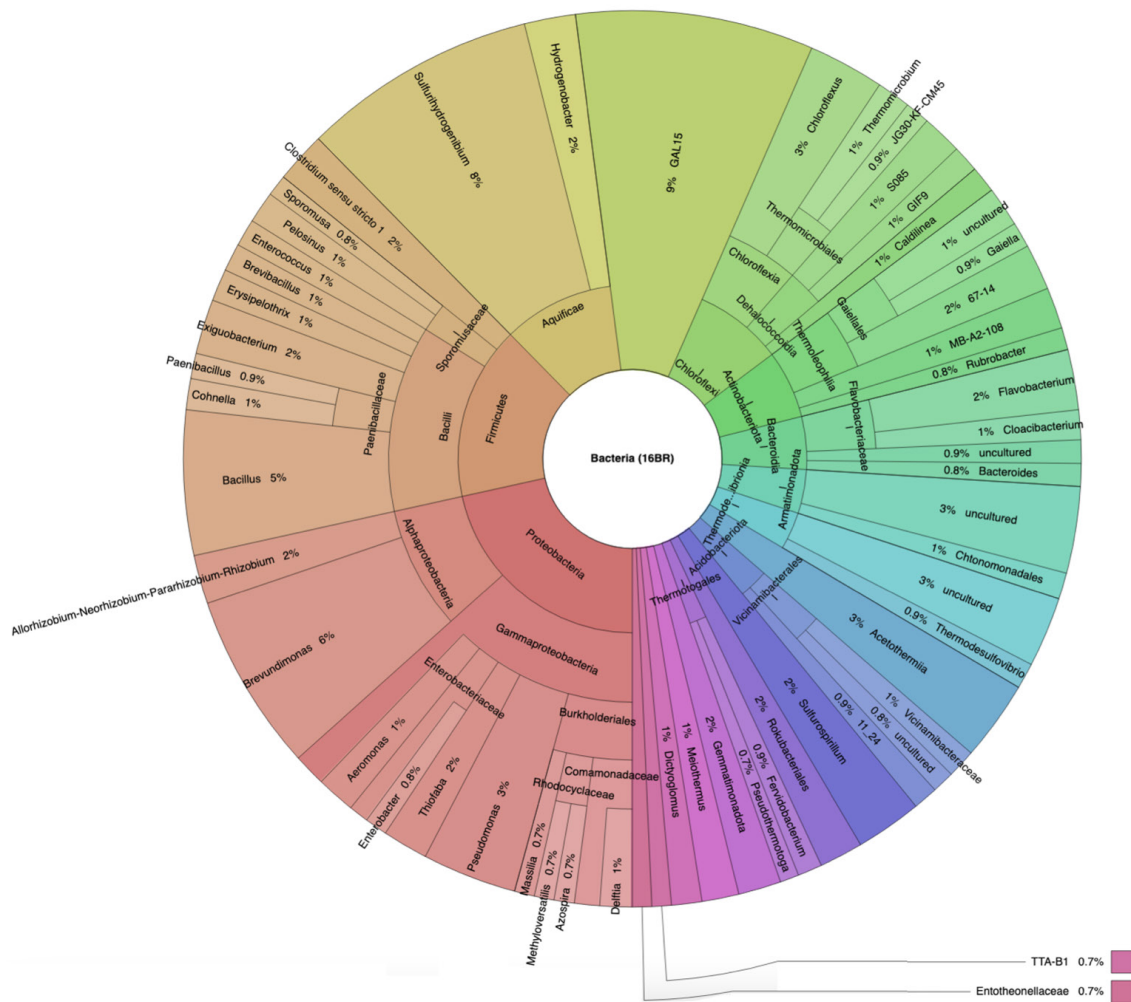 Bacteria (16BR)
Aquificae
Sulfurihydrogenibium 8%
Hydrogenobacter 2%
9% GAL15
Chloroflexi
Chloroflexia
3% Chloroflexus
Thermomicrobiales
1% Thermomicrobium
0.9% JG30-KF-CM45
Dehalococcoidia
1% S085
1% GIF9
1% Caldilinea
Actinobacteriota
Thermoleophilia
Gaiellales
1% uncultured
0.9% Gaiella
2% 67-14
1% MB-A2-108
0.8% Rubrobacter
Bacteroidia
Flavobacteriaceae
2% Flavobacterium
1% Cloacibacterium
0.9% uncultured
0.8% Bacteroides
Armatimonadota
3% uncultured
1% Chtonomonadales
Thermode...ibrionia
3% uncultured
0.9% Thermodesulfovibrio
3% Acetothermiia
Acidobacteriota
Vicinamibacterales
1% Vicinamibacteraceae
0.8% uncultured
0.9% 11_24
2% Sulfurospirillum
2% Rokubacteriales
Thermotogales
0.9% Fervidobacterium
0.7% Pseudothermotoga
2% Gemmatimonadota
1% Meiothermus
1% Dictyoglomus
TTA-B1 0.7%
Entotheonellaceae 0.7%
Proteobacteria
Gammaproteobacteria
Burkholderiales
Comamonadaceae
Delftia 1%
Rhodocyclaceae
Azospira 0.7%
Methyloversatilis 0.7%
Massilia 0.7%
Pseudomonas 3%
Thiofaba 2%
Enterobacteriaceae
Enterobacter 0.8%
Aeromonas 1%
Alphaproteobacteria
Brevundimonas 6%
Allorhizobium-Neorhizobium-Pararhizobium-Rhizobium 2%
Firmicutes
Bacilli
Bacillus 5%
Paenibacillaceae
Cohnella 1%
Paenibacillus 0.9%
Exiguobacterium 2%
Erysipelothrix 1%
Brevibacillus 1%
Enterococcus 1%
Sporomusaceae
Pelosinus 1%
Sporomusa 0.8%
Clostridium sensu stricto 1 2%